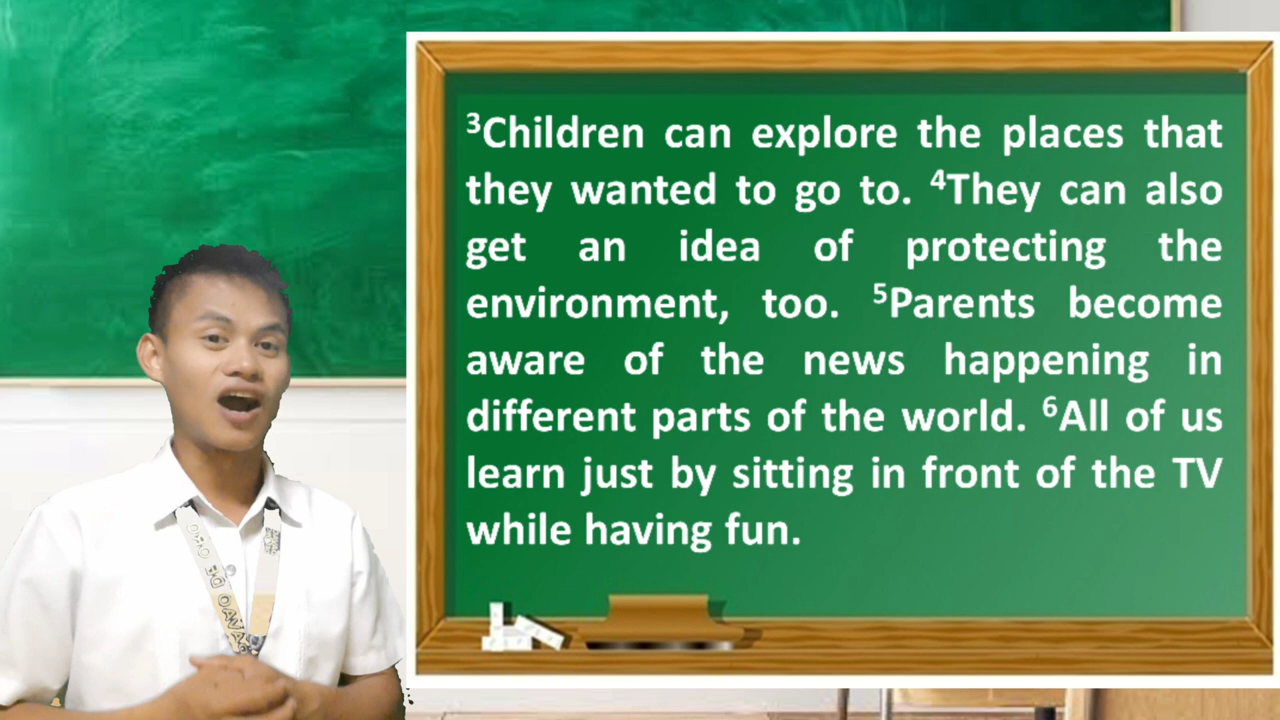 ³Children can explore the places that
they wanted to go to. ⁴They can also
get an idea of protecting the
environment, too. ⁵Parents become
aware of the news happening in
different parts of the world. ⁶All of us
learn just by sitting in front of the TV
while having fun.